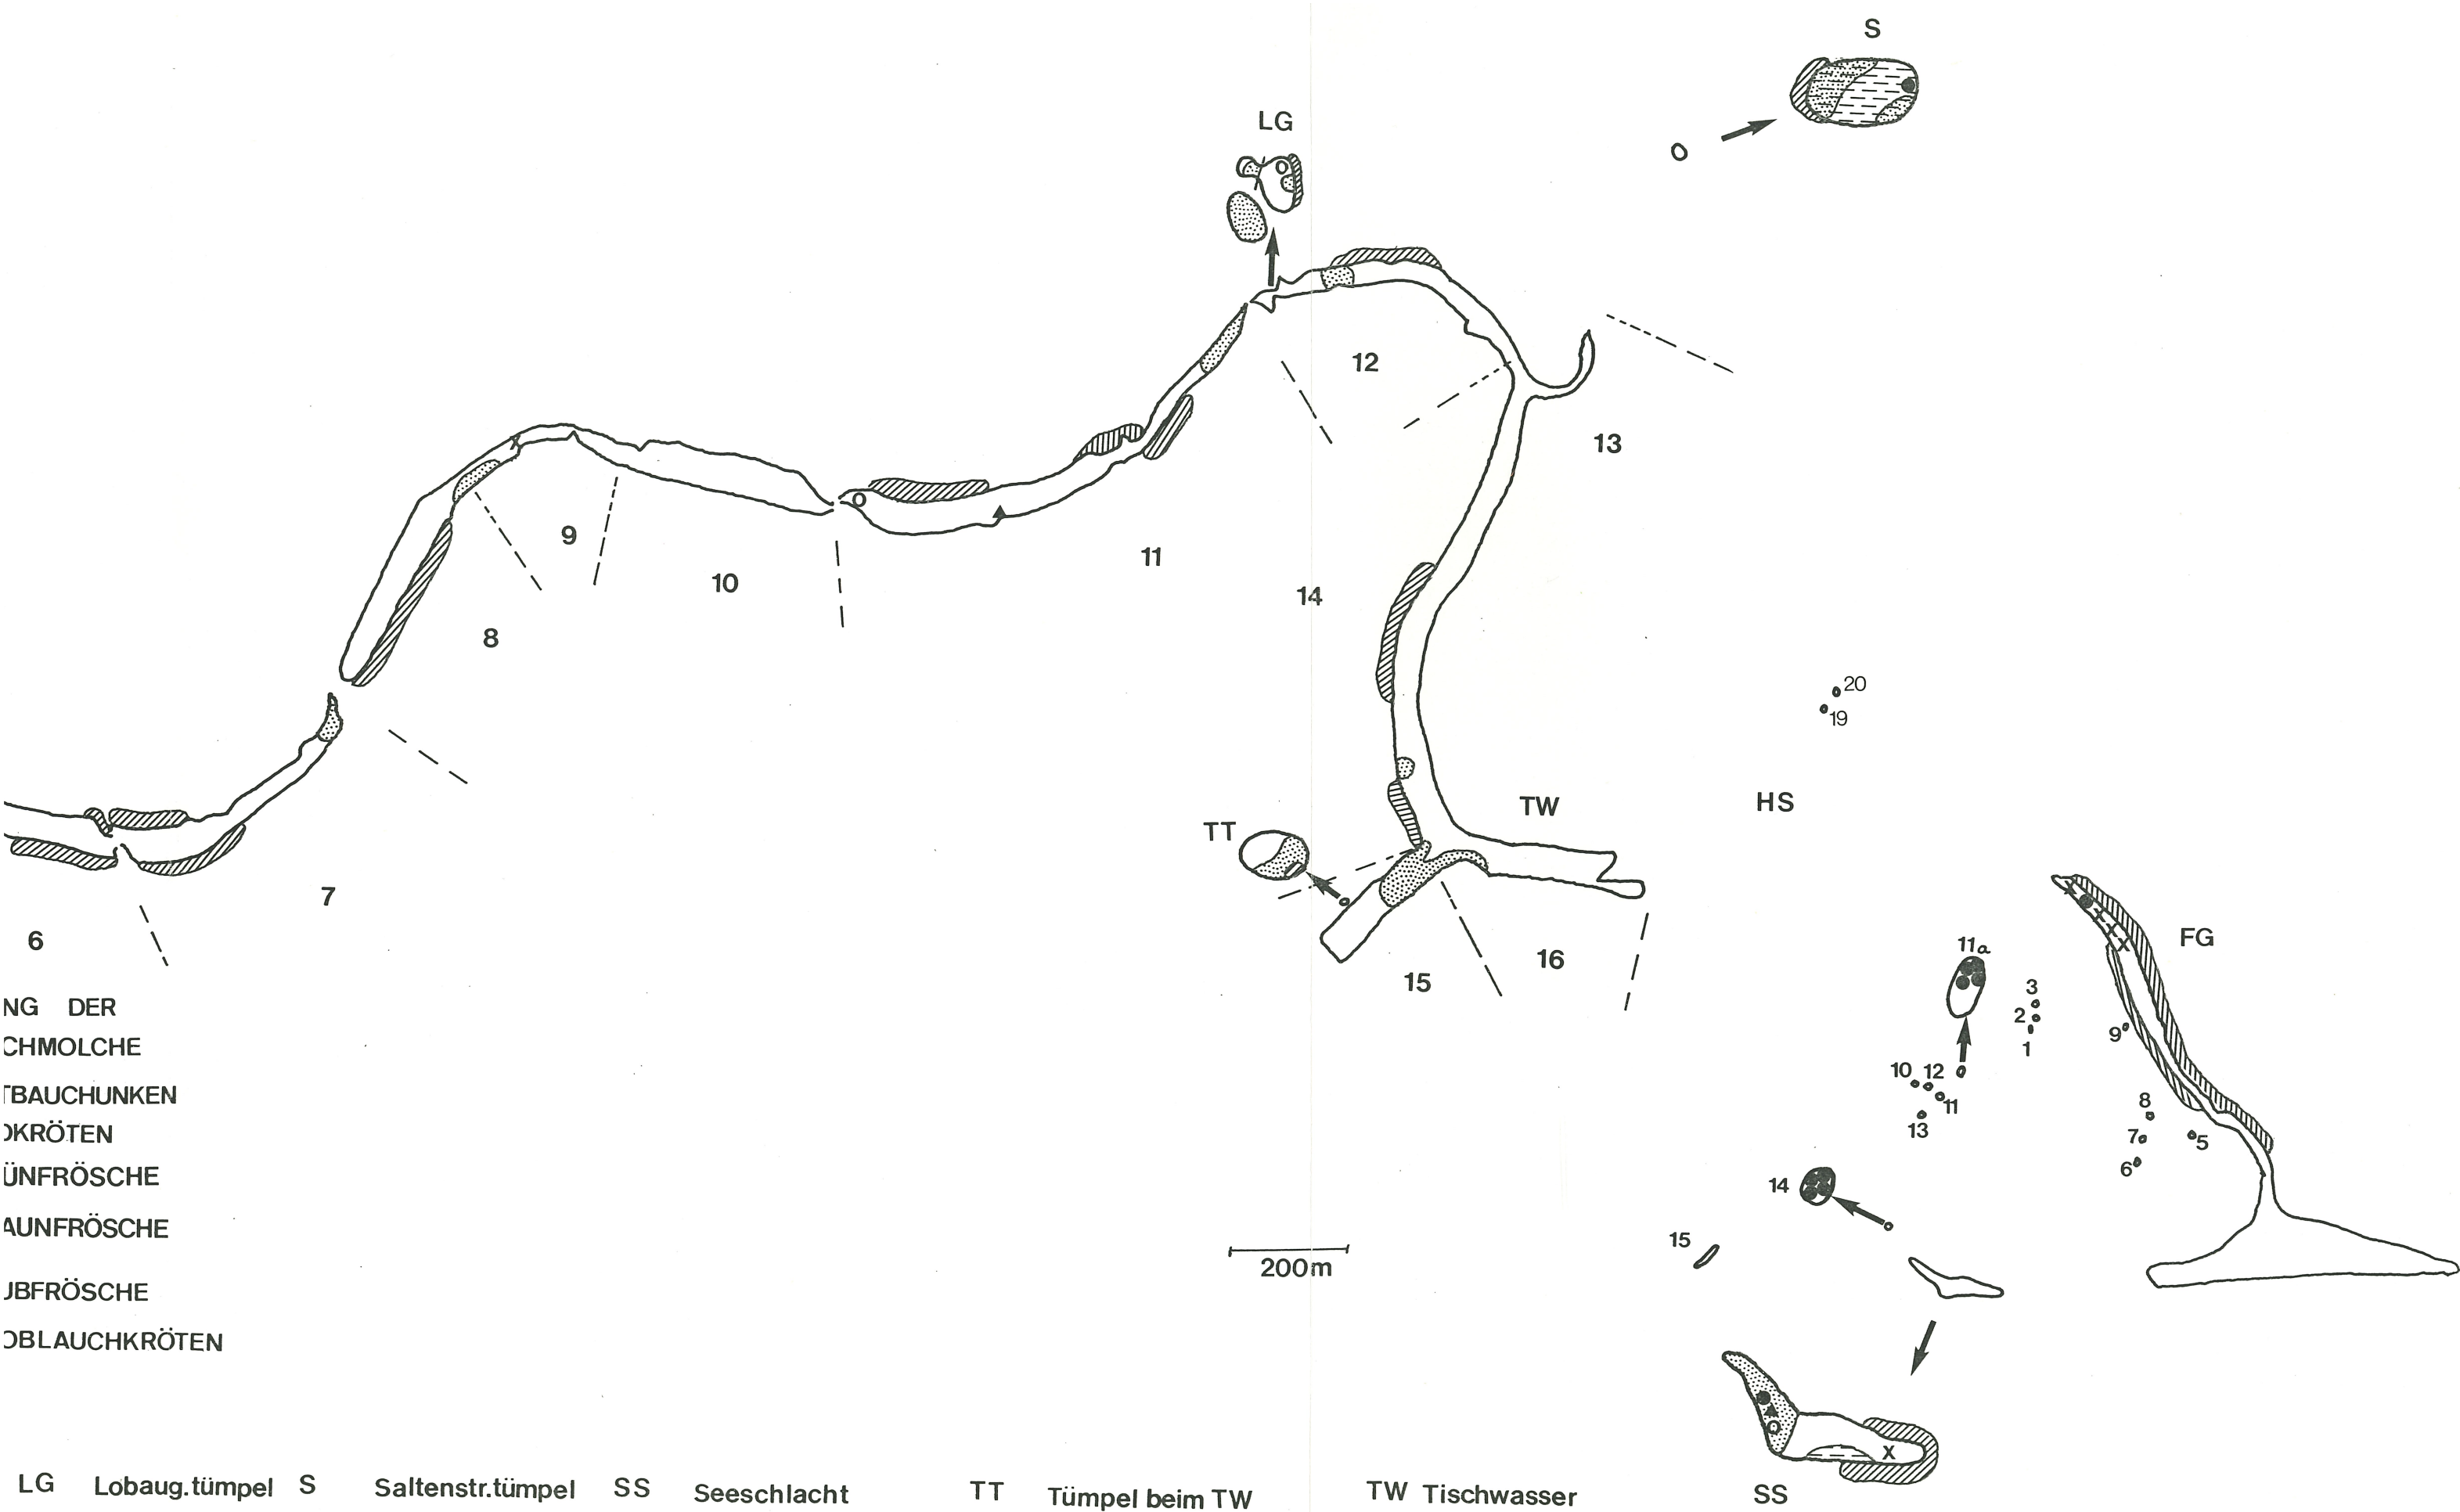 S
LG
12
13
9
10
11
14
8
20
19
TW
HS
TT
7
6
15
16
FG
11a
3
2
1
9
10 12
11
13
8
7
5
6
14
15
NG DER
CHMOLCHE
TBAUCHUNKEN
OKRÖTEN
ÜNFRÖSCHE
AUNFRÖSCHE
UBFRÖSCHE
OBLAUCHKRÖTEN
200m
LG Lobaug.tümpel S Saltenstr.tümpel SS Seeschlacht TT Tümpel beim TW TW Tischwasser SS